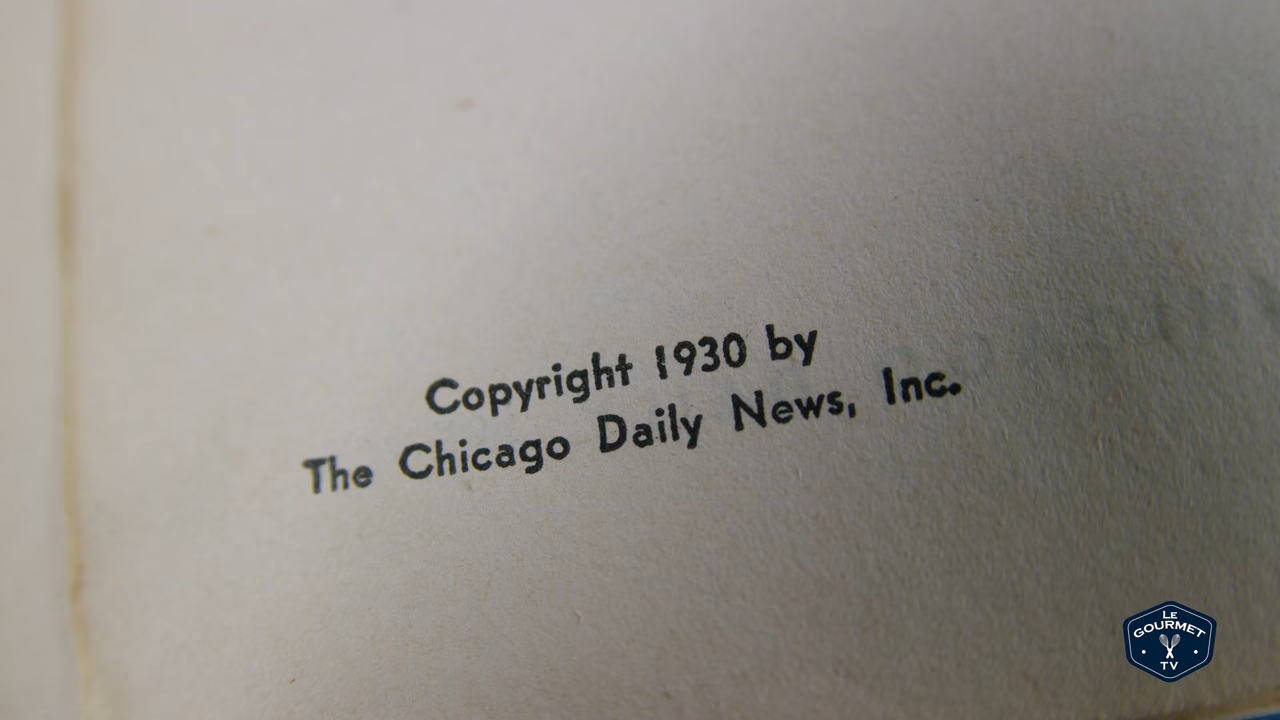 Copyright 1930 by
The Chicago Daily News, Inc.
LE
GOURMET
TV